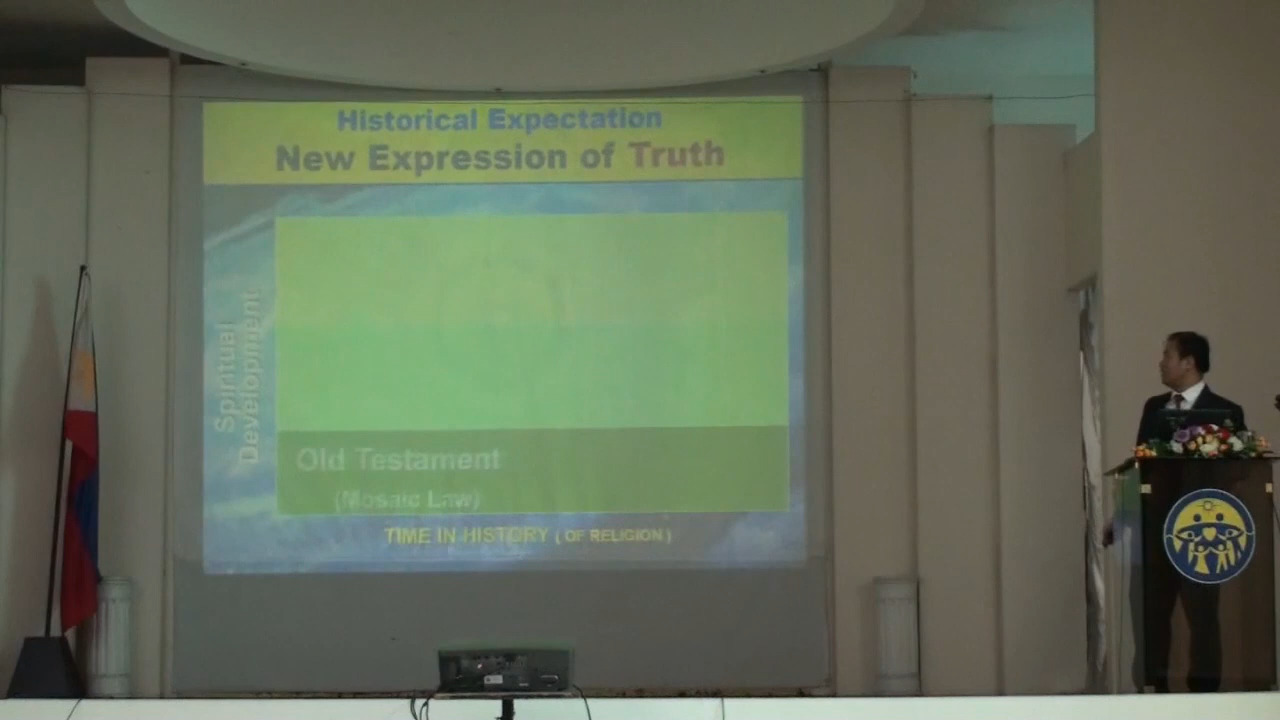 Historical Expectation
New Expression of Truth
Spiritual
Development
Old Testament
(Mosaic Law)
TIME IN HISTORY ( OF RELIGION )